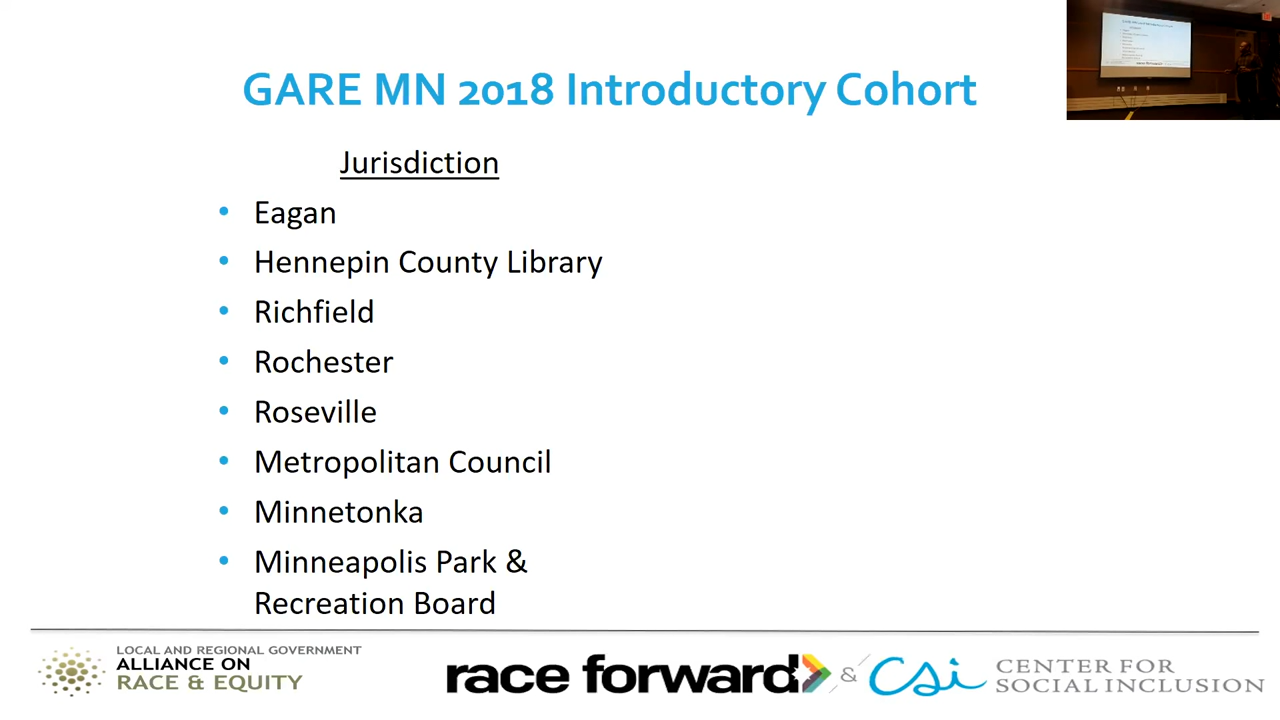 GARE MN 2018 Introductory Cohort
Jurisdiction
• Eagan
• Hennepin County Library
• Richfield
• Rochester
• Roseville
• Metropolitan Council
• Minnetonka
• Minneapolis Park &
Recreation Board
LOCAL AND REGIONAL GOVERNMENT
ALLIANCE ON
RACE & EQUITY
race forward
&
CSi
CENTER FOR
SOCIAL INCLUSION